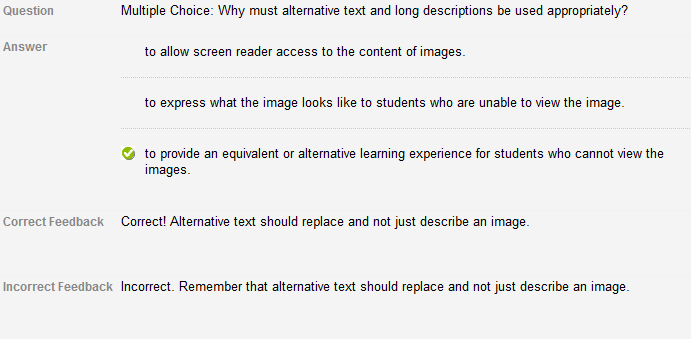 Question Multiple Choice: Why must alternative text and long descriptions be used appropriately?
Answer
to allow screen reader access to the content of images.
to express what the image looks like to students who are unable to view the image.
to provide an equivalent or alternative learning experience for students who cannot view the
images.
Correct Feedback Correct! Alternative text should replace and not just describe an image.
Incorrect Feedback Incorrect. Remember that alternative text should replace and not just describe an image.